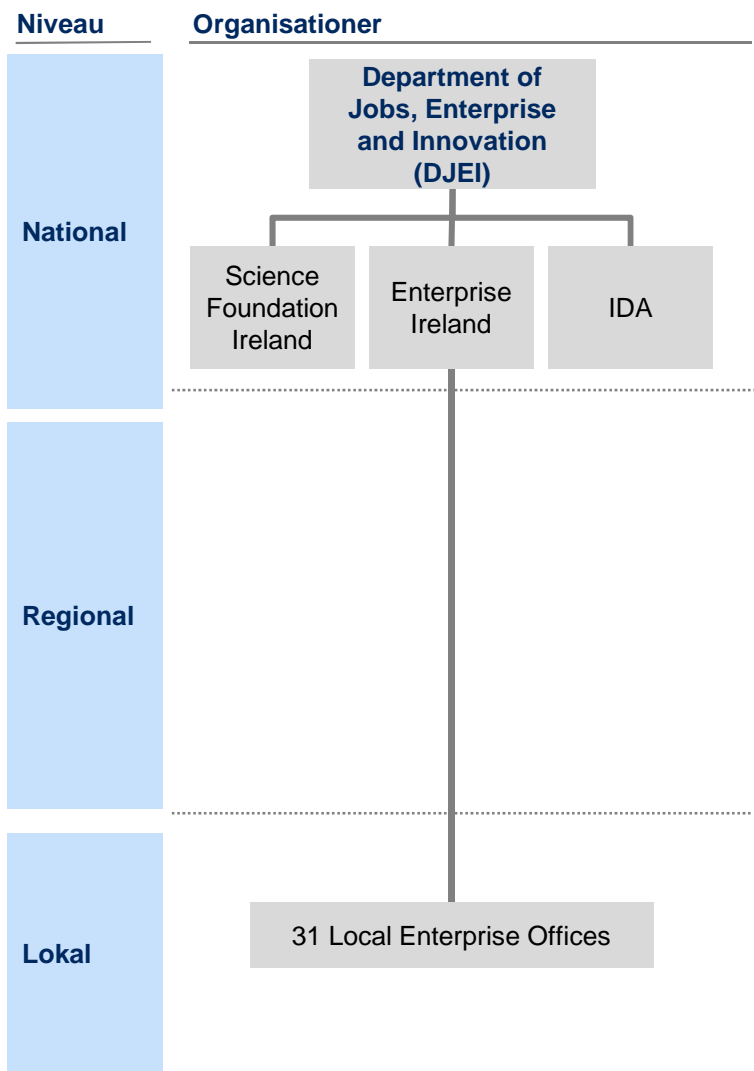 Niveau
Organisationer
Department of
Jobs, Enterprise
and Innovation
(DJEI)
National
Science
Foundation
Ireland
Enterprise
Ireland
IDA
Regional
31 Local Enterprise Offices
Lokal